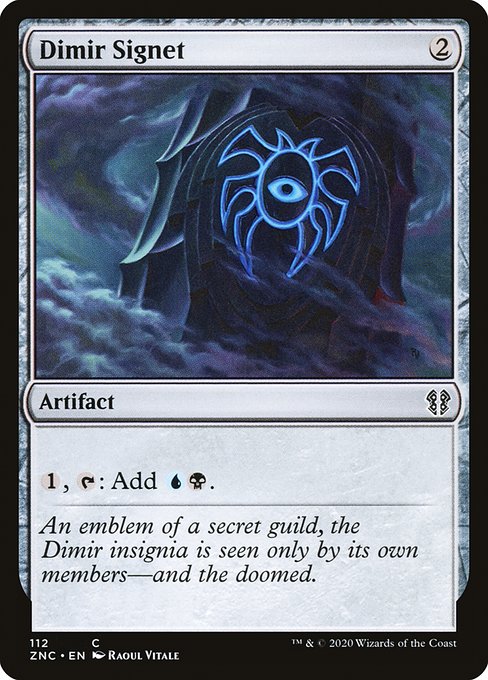 Dimir Signet 2
Artifact
1, : Add .
An emblem of a secret guild, the
Dimir insignia is seen only by its own
members—and the doomed.
112 C
ZNC • EN Raoul Vitale
™ & © 2020 Wizards of the Coast